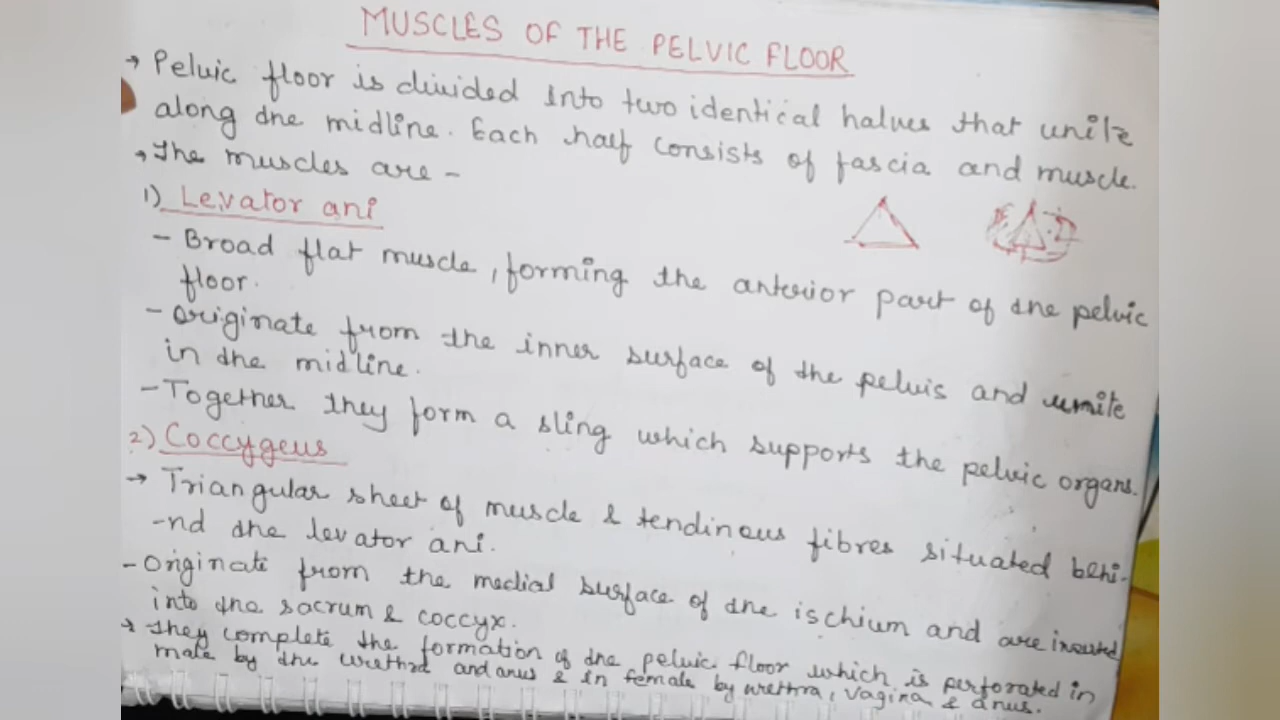 MUSCLES OF THE PELVIC FLOOR
→ Pelvic floor is divided into two identical halves that unite
along the midline. Each half consists of fascia and muscle.
→ The muscles are -
1) Levator ani
- Broad flat muscle, forming the anterior part of the pelvic
floor.
- Originate from the inner surface of the pelvis and unite
in the midline.
- Together they form a sling which supports the pelvic organs.
2) Coccygeus
→ Triangular sheet of muscle & tendinous fibres situated behi-
-nd the levator ani.
- Originate from the medial surface of the ischium and are inserted
into the sacrum & coccyx.
→ They complete the formation of the pelvic floor which is perforated in
male by the urethra and anus & in female by urethra, vagina & anus.